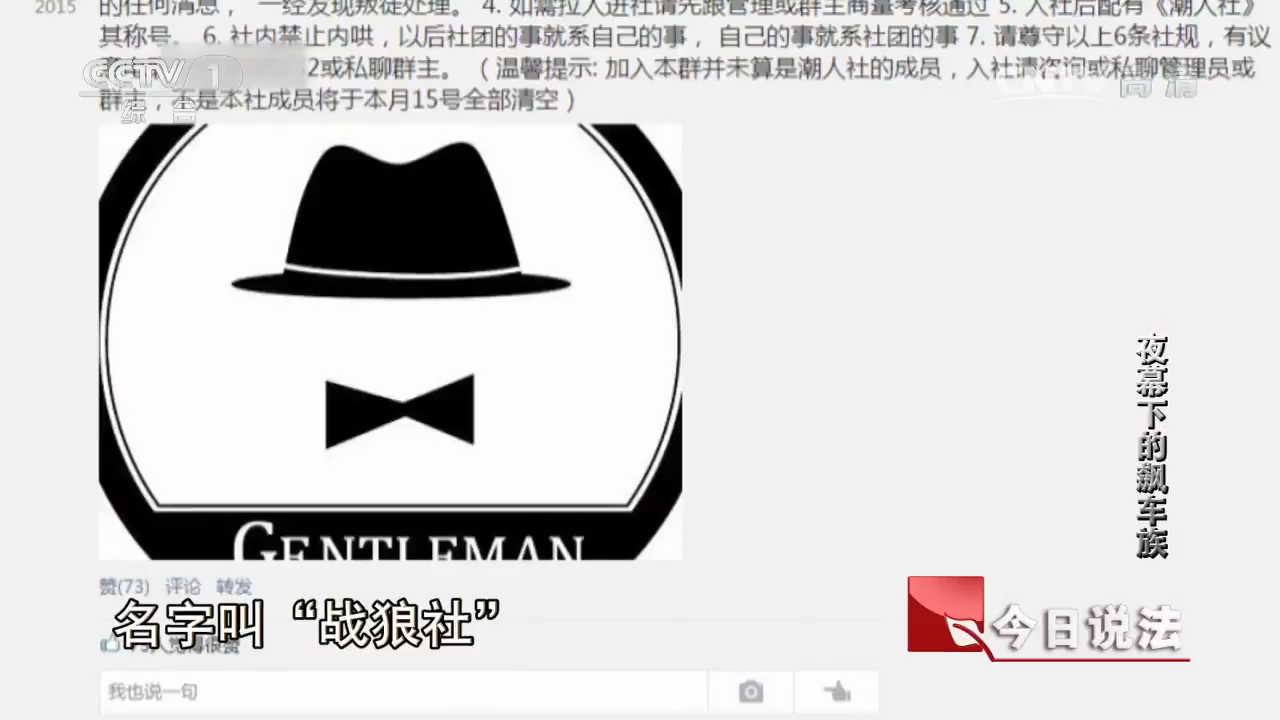 2015
的任何消息，一经发现叛徒处理。 4. 如需拉人进社请先跟管理或群主商量考核通过 5. 入社后配有《潮人社》
其称号。 6. 社内禁止内哄，以后社团的事就系自己的事， 自己的事就系社团的事 7. 请尊守以上6条社规，有议
2或私聊群主。 （温馨提示: 加入本群并未算是潮人社的成员，入社请咨询或私聊管理员或
群主，不是本社成员将于本月15号全部清空）
CCTV 1
综合
CCTV 高清
GENTLEMAN
夜幕下的飙车族
赞(73) 评论 转发
名字叫“战狼社”
今日说法
我也说一句